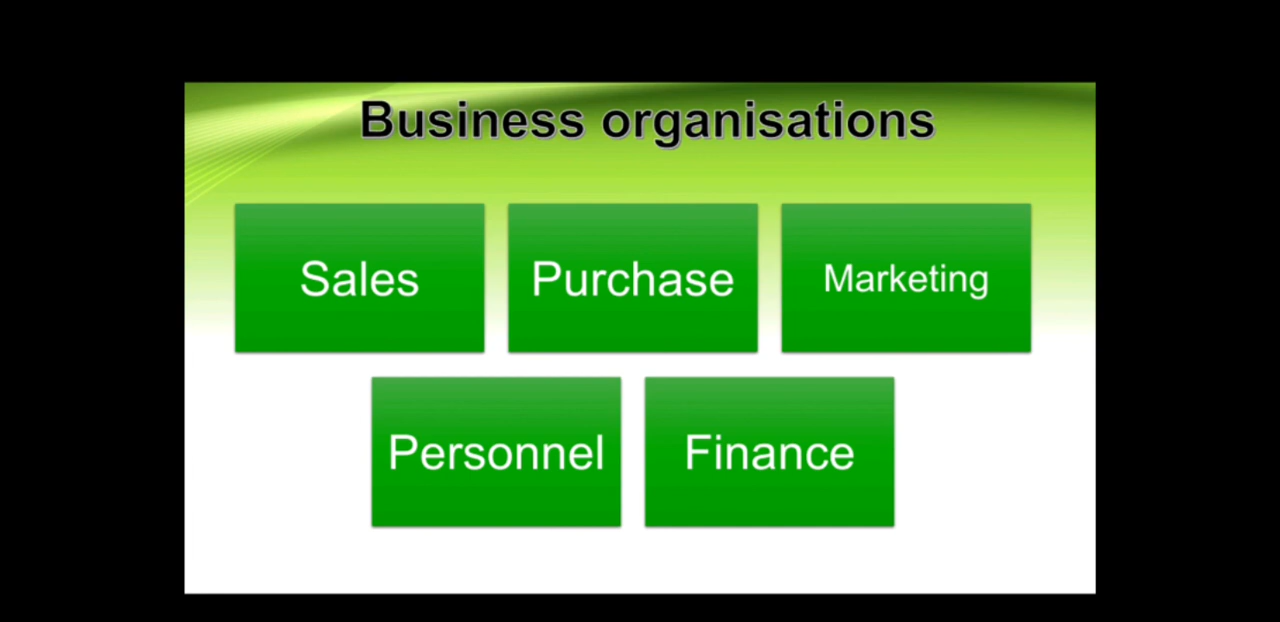 Business organisations
Sales
Purchase
Marketing
Personnel
Finance